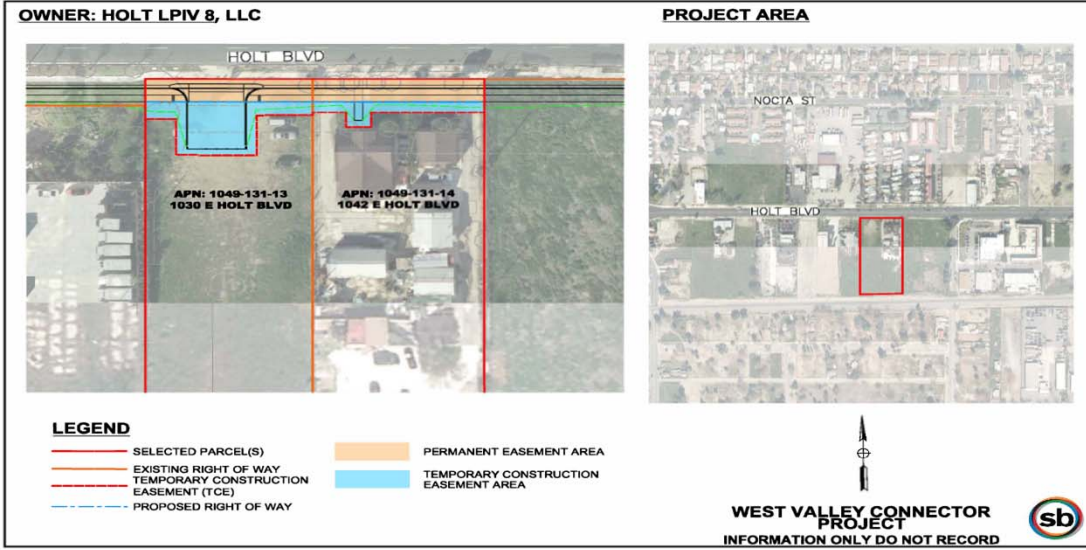 OWNER: HOLT LPIV 8, LLC
HOLT BLVD
APN: 1049-131-13
1030 E HOLT BLVD
APN: 1049-131-14
1042 E HOLT BLVD
PROJECT AREA
NOCTA ST
HOLT BLVD
LEGEND
SELECTED PARCEL(S)
EXISTING RIGHT OF WAY
TEMPORARY CONSTRUCTION
EASEMENT (TCE)
PROPOSED RIGHT OF WAY
PERMANENT EASEMENT AREA
TEMPORARY CONSTRUCTION
EASEMENT AREA
WEST VALLEY CONNECTOR
PROJECT
INFORMATION ONLY DO NOT RECORD
sb